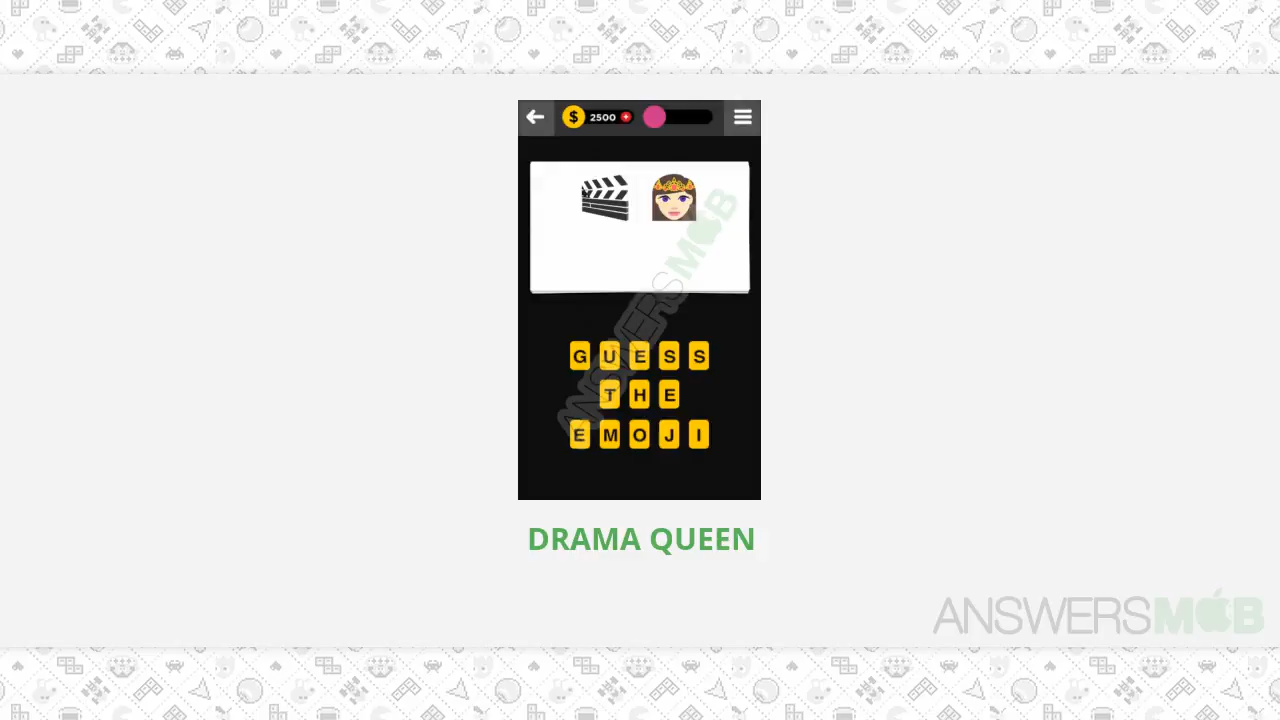 $ 2500 +
GUESS
THE
EMOJI
ANSWERSMOB
DRAMA QUEEN
ANSWERSMOB